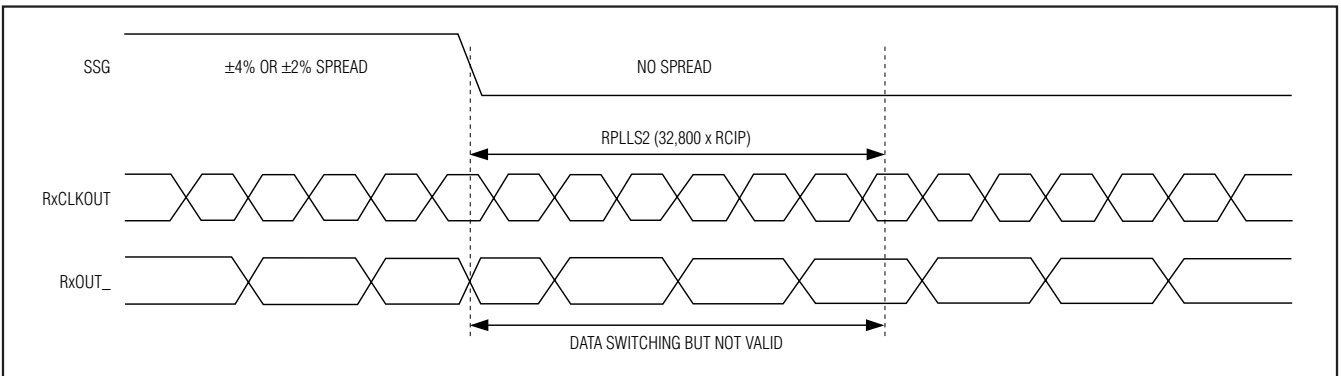 SSG
±4% OR ±2% SPREAD
NO SPREAD
RPLLS2 (32,800 x RCIP)
RxCLKOUT
RxOUT_
DATA SWITCHING BUT NOT VALID